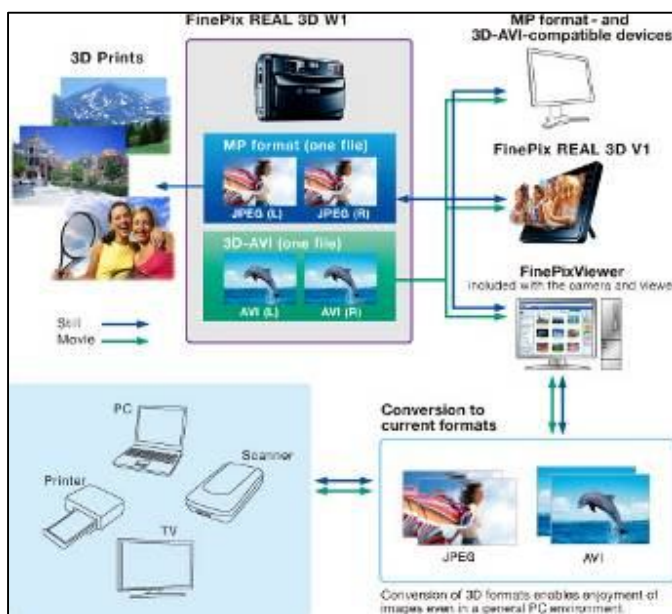 FinePix REAL 3D W1
MP format - and
3D-AVI-compatible devices
3D Prints
MP format (one file)
JPEG (L)
JPEG (R)
FinePix REAL 3D V1
3D-AVI (one file)
AVI (L)
AVI (R)
FinePixViewer
included with the camera and viewer
Still
Movie
PC
Scanner
Printer
TV
Conversion to
current formats
JPEG
AVI
Conversion of 3D formats enables enjoyment of
images even in a general PC environment.